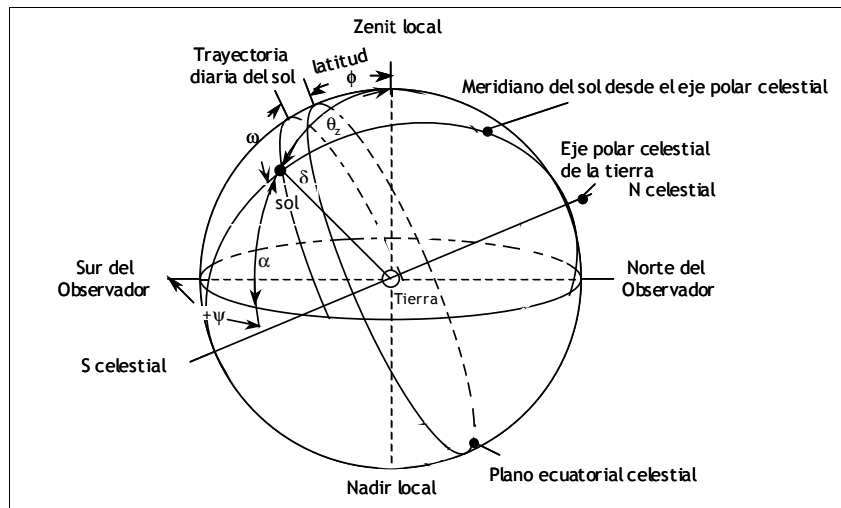 Zenit local
Trayectoria
diaria del sol
latitud
ϕ
Meridiano del sol desde el eje polar celestial
ω
θz
Eje polar celestial
de la tierra
N celestial
δ
sol
α
Sur del
Observador
Norte del
Observador
Tierra
±ψ
S celestial
Plano ecuatorial celestial
Nadir local